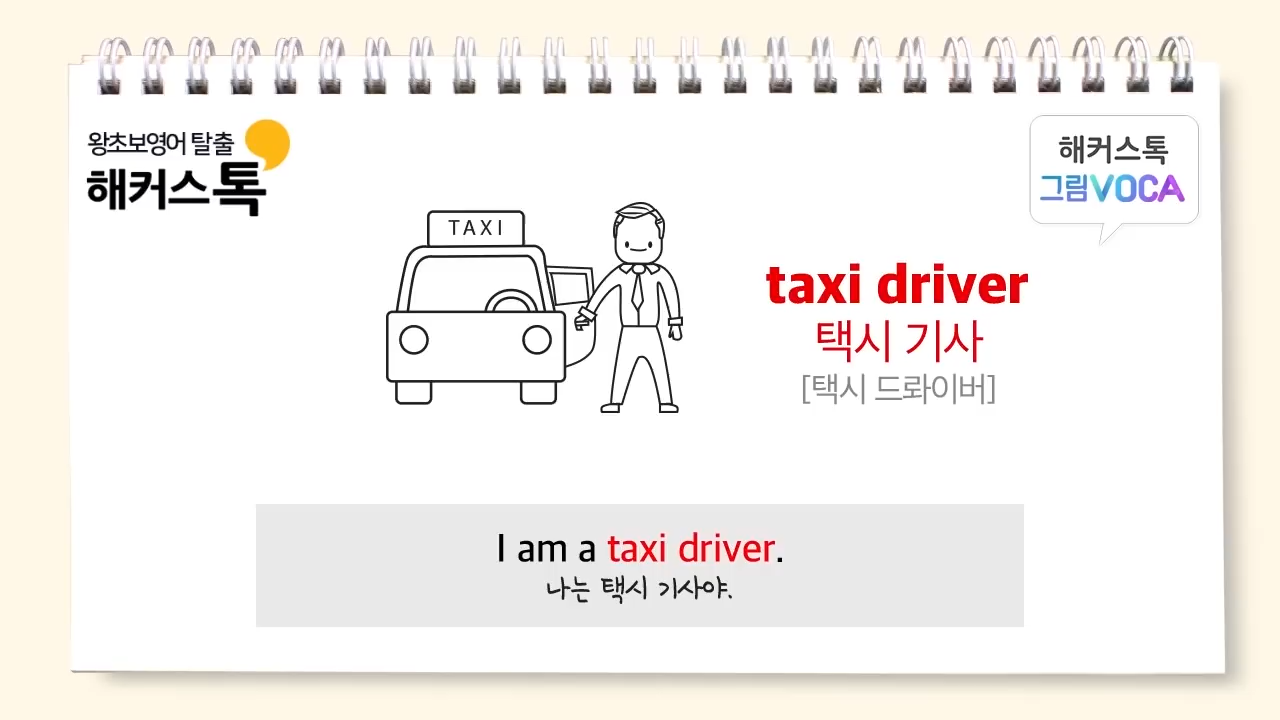 왕초보영어 탈출
해커스톡
해커스톡
그림VOCA
TAXI
taxi driver
택시 기사
[택시 드롸이버]
I am a taxi driver.
나는 택시 기사야.